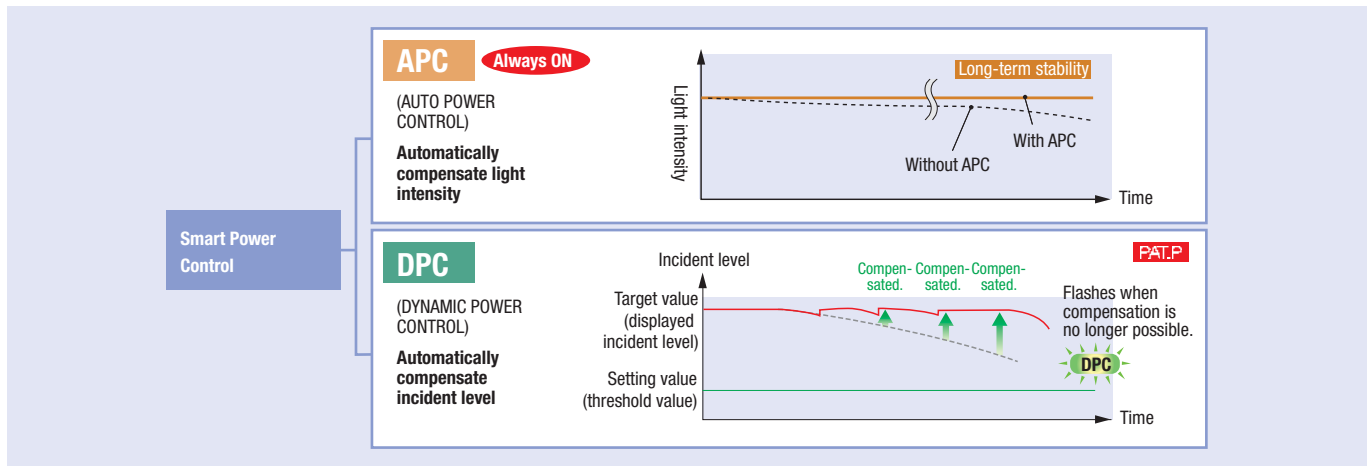 Smart Power
Control
APC
Always ON
(AUTO POWER
CONTROL)
Automatically
compensate light
intensity
Light intensity
Long-term stability
With APC
Without APC
Time
DPC
(DYNAMIC POWER
CONTROL)
Automatically
compensate
incident level
PAT.P
Incident level
Target value
(displayed
incident level)
Setting value
(threshold value)
Compen-
sated.
Compen-
sated.
Compen-
sated.
Flashes when
compensation is
no longer possible.
DPC
Time